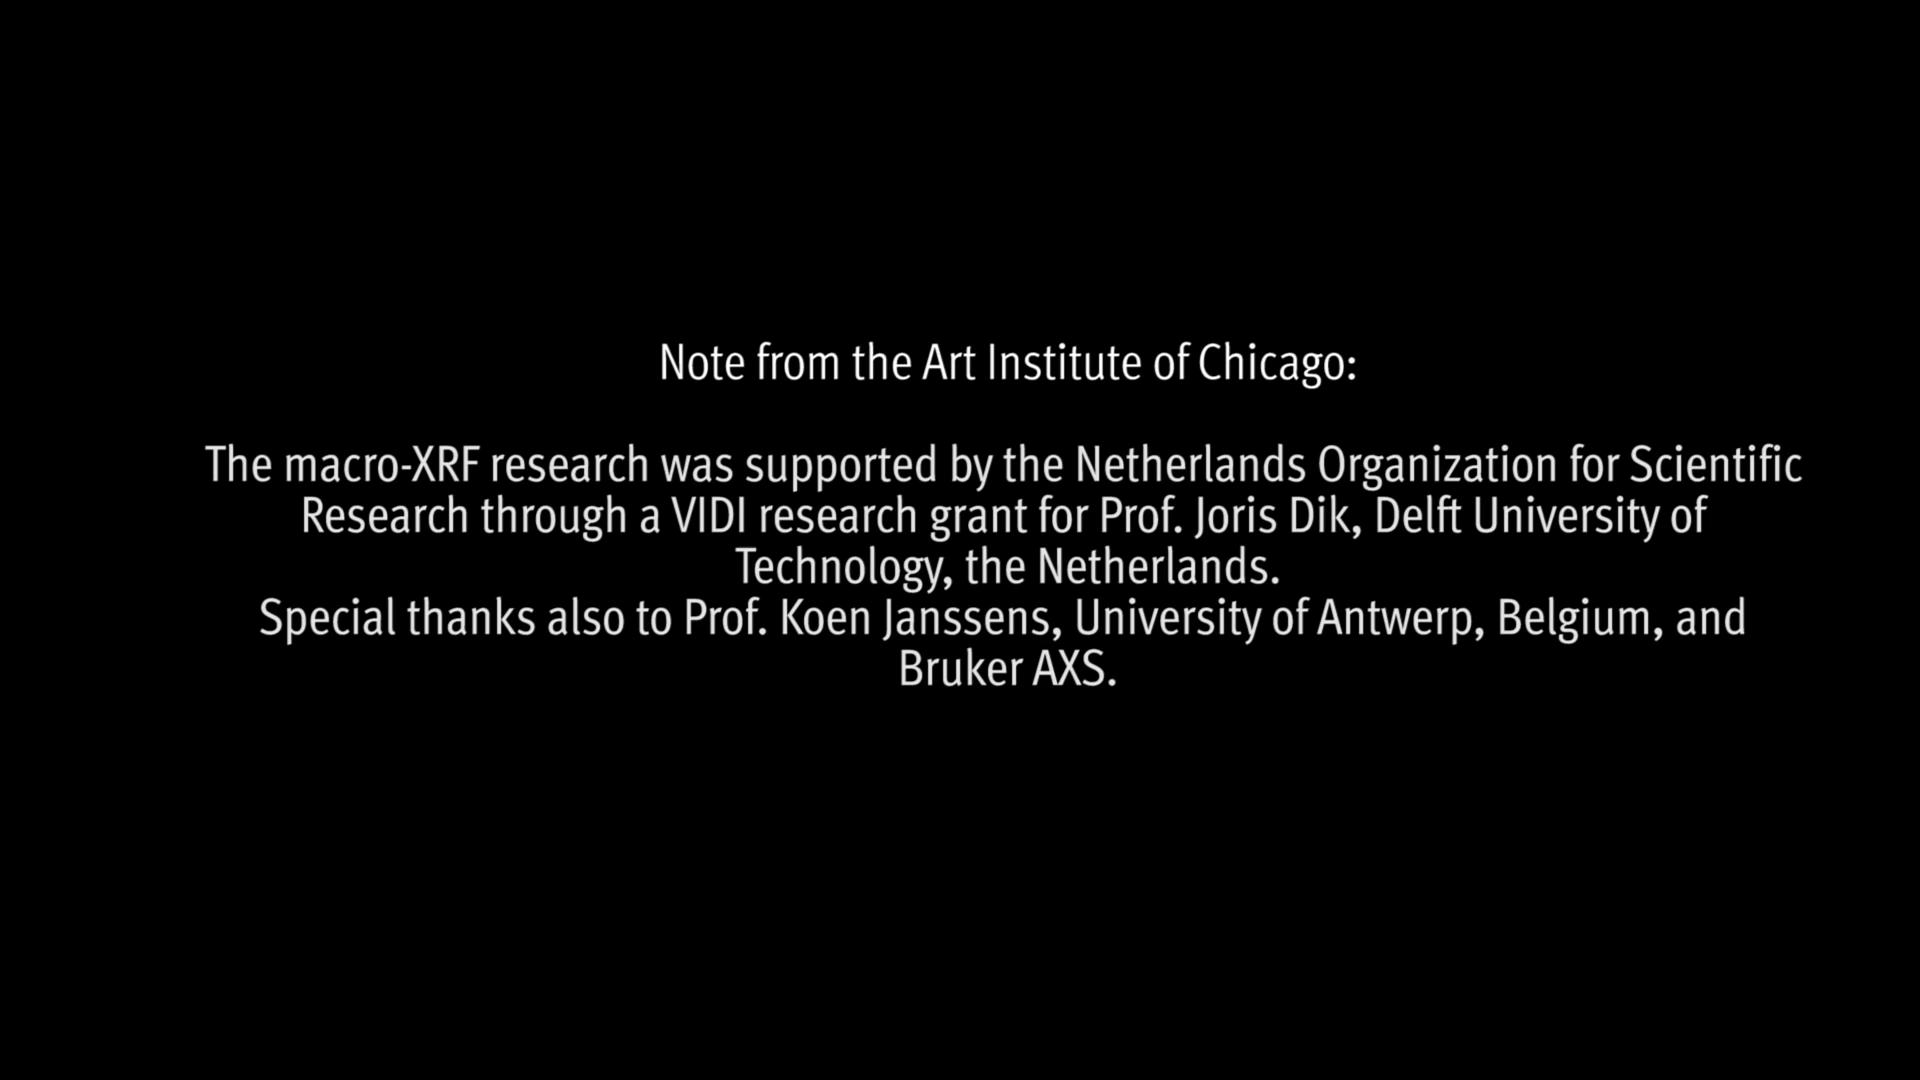 Note from the Art Institute of Chicago:
The macro-XRF research was supported by the Netherlands Organization for Scientific
Research through a VIDI research grant for Prof. Joris Dik, Delft University of
Technology, the Netherlands.
Special thanks also to Prof. Koen Janssens, University of Antwerp, Belgium, and
Bruker AXS.